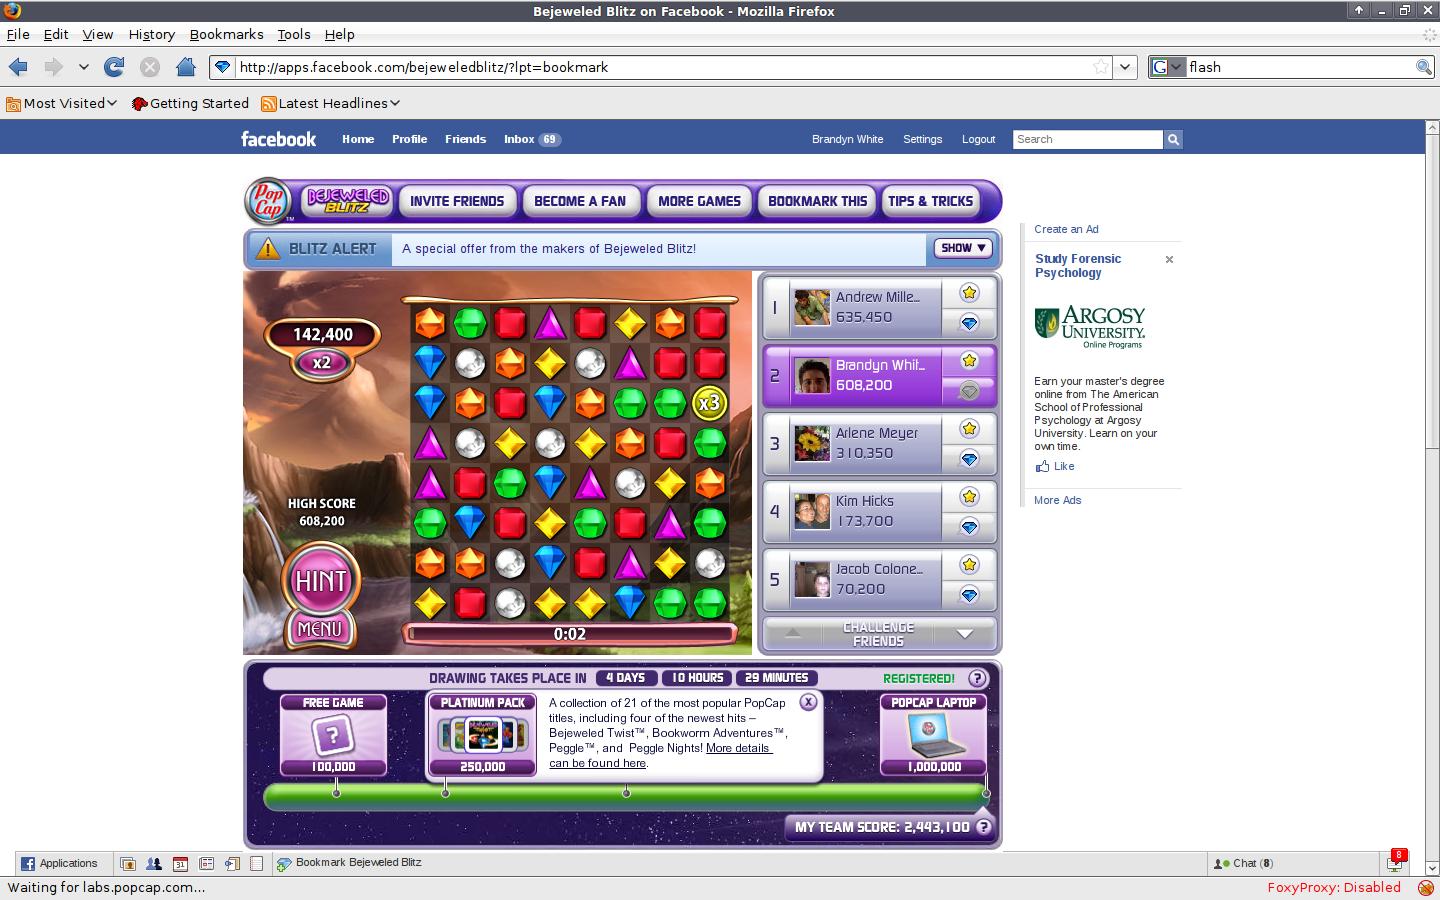 Bejeweled Blitz on Facebook - Mozilla Firefox
File Edit View History Bookmarks Tools Help
http://apps.facebook.com/bejeweledblitz/?lpt=bookmark
G flash
Most Visited Getting Started Latest Headlines
facebook Home Profile Friends Inbox 69 Brandyn White Settings Logout Search
Pop Cap ™ BEJEWELED BLITZ INVITE FRIENDS BECOME A FAN MORE GAMES BOOKMARK THIS TIPS & TRICKS
BLITZ ALERT A special offer from the makers of Bejeweled Blitz! SHOW
142,400
x2
x3
HIGH SCORE
608,200
HINT
MENU
0:02
1 Andrew Mille...
635,450
2 Brandyn Whit...
608,200
3 Arlene Meyer
310,350
4 Kim Hicks
173,700
5 Jacob Colone...
70,200
CHALLENGE
FRIENDS
Create an Ad
Study Forensic
Psychology
ARGOSY
UNIVERSITY.
Online Programs
Earn your master's degree
online from The American
School of Professional
Psychology at Argosy
University. Learn on your
own time.
Like
More Ads
DRAWING TAKES PLACE IN 4 DAYS 10 HOURS 29 MINUTES REGISTERED! ?
FREE GAME
?
100,000
PLATINUM PACK
250,000
A collection of 21 of the most popular PopCap
titles, including four of the newest hits –
Bejeweled Twist™, Bookworm Adventures™,
Peggle™, and Peggle Nights! More details
can be found here.
X
POPCAP LAPTOP
1,000,000
MY TEAM SCORE: 2,443,100 ?
Applications 31 Bookmark Bejeweled Blitz Chat (8) 8
Waiting for labs.popcap.com... FoxyProxy: Disabled